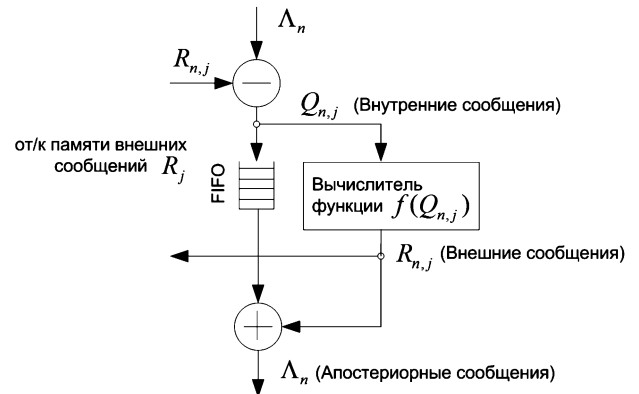 Λn
Rn,j
Qn,j (Внутренние сообщения)
от/к памяти внешних
сообщений Rj
FIFO
Вычислитель
функции f(Qn,j)
Rn,j (Внешние сообщения)
Λn (Апостериорные сообщения)